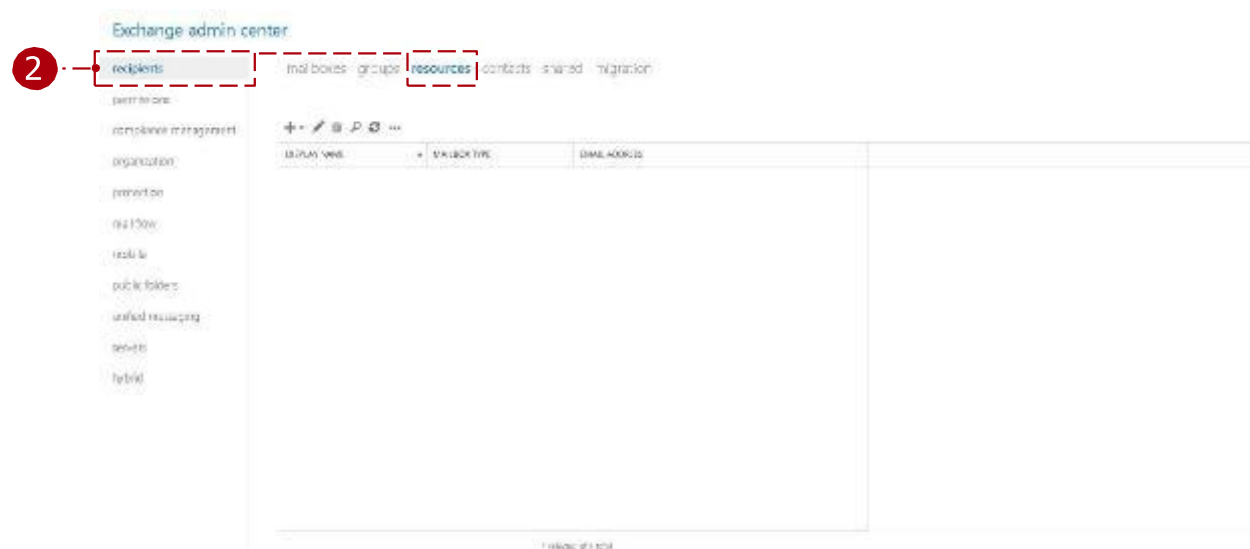 Exchange admin center
2
recipients
mailboxes groups resources contacts shared migration
permissions
compliance management
organization
protection
mail flow
mobile
public folders
unified messaging
servers
hybrid
DISPLAY NAME MAILBOX TYPE EMAIL ADDRESS